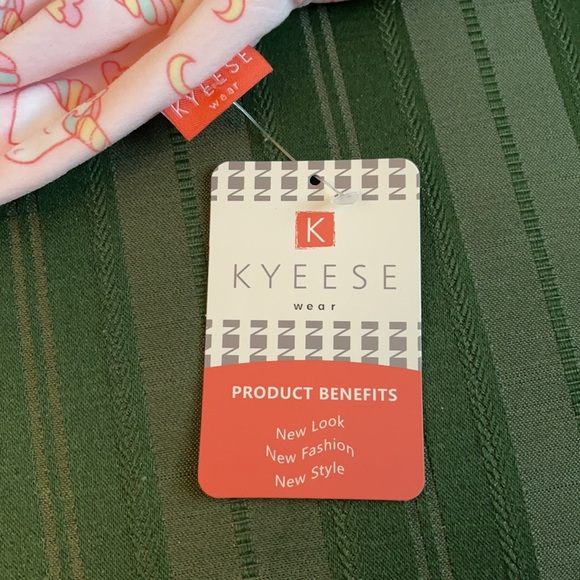 KYEESE
wear
K
KYEESE
wear
PRODUCT BENEFITS
New Look
New Fashion
New Style